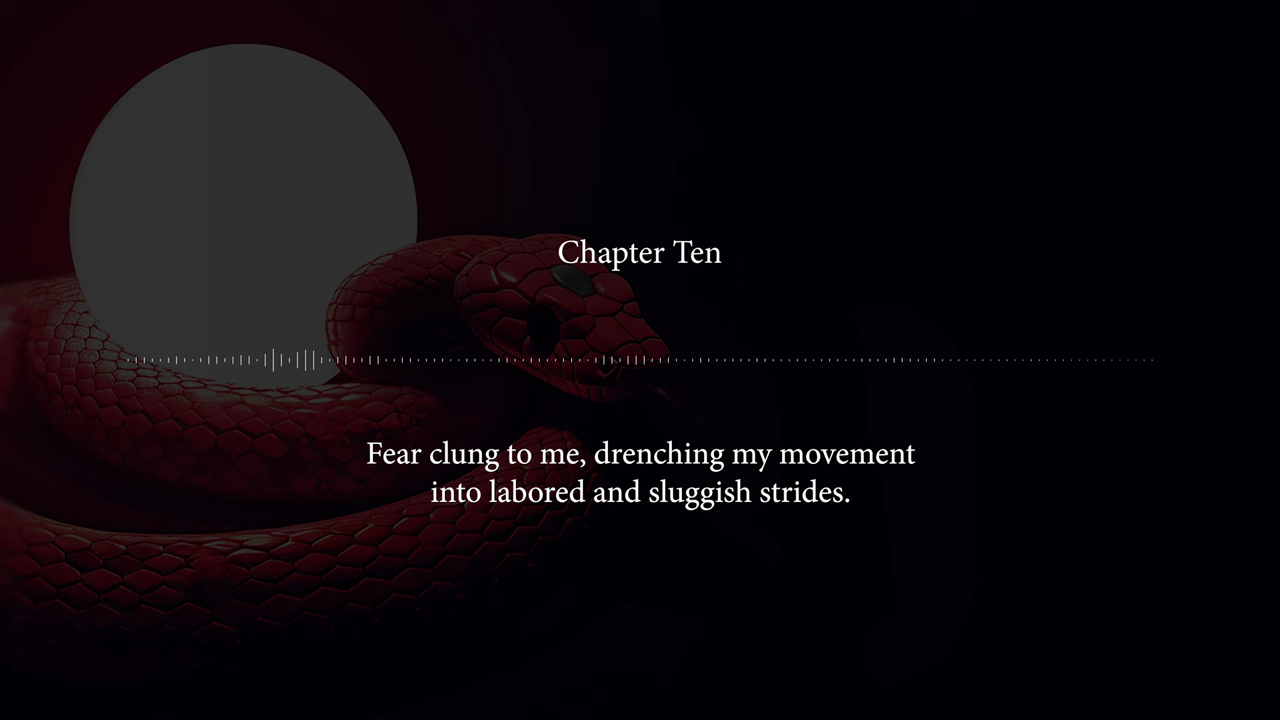 Chapter Ten
Fear clung to me, drenching my movement
into labored and sluggish strides.